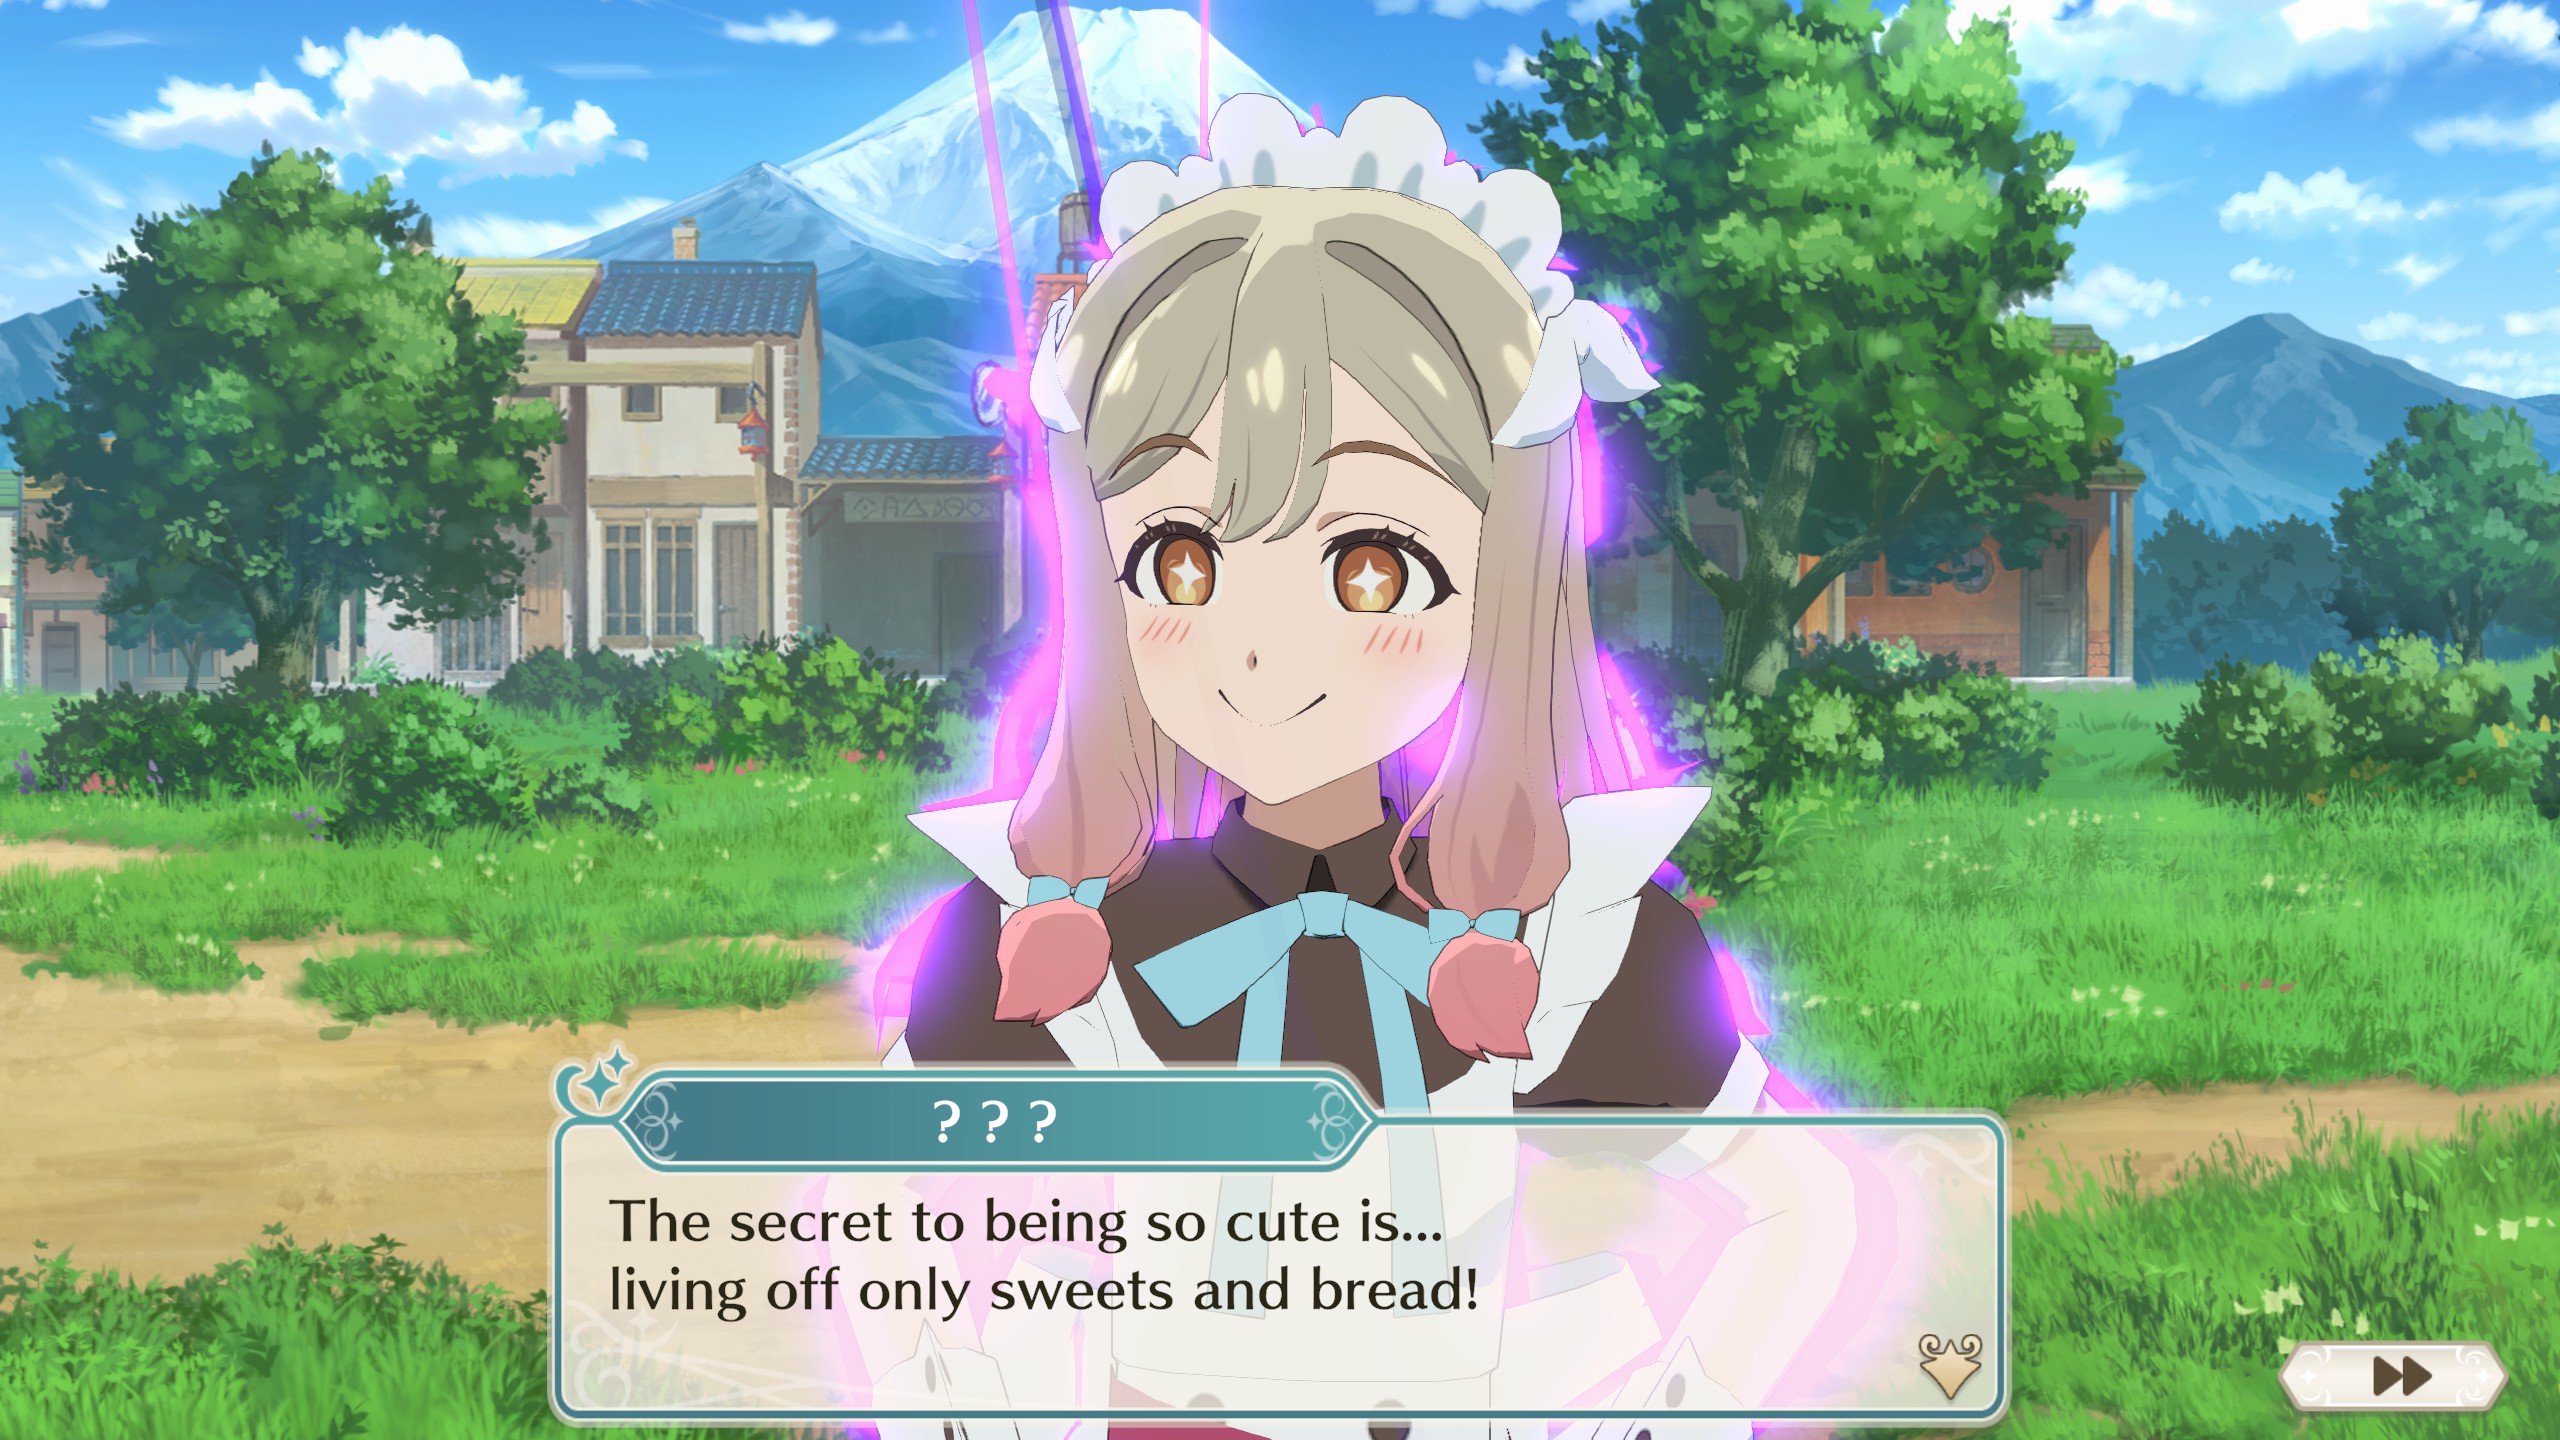 ? ? ?
The secret to being so cute is...
living off only sweets and bread!